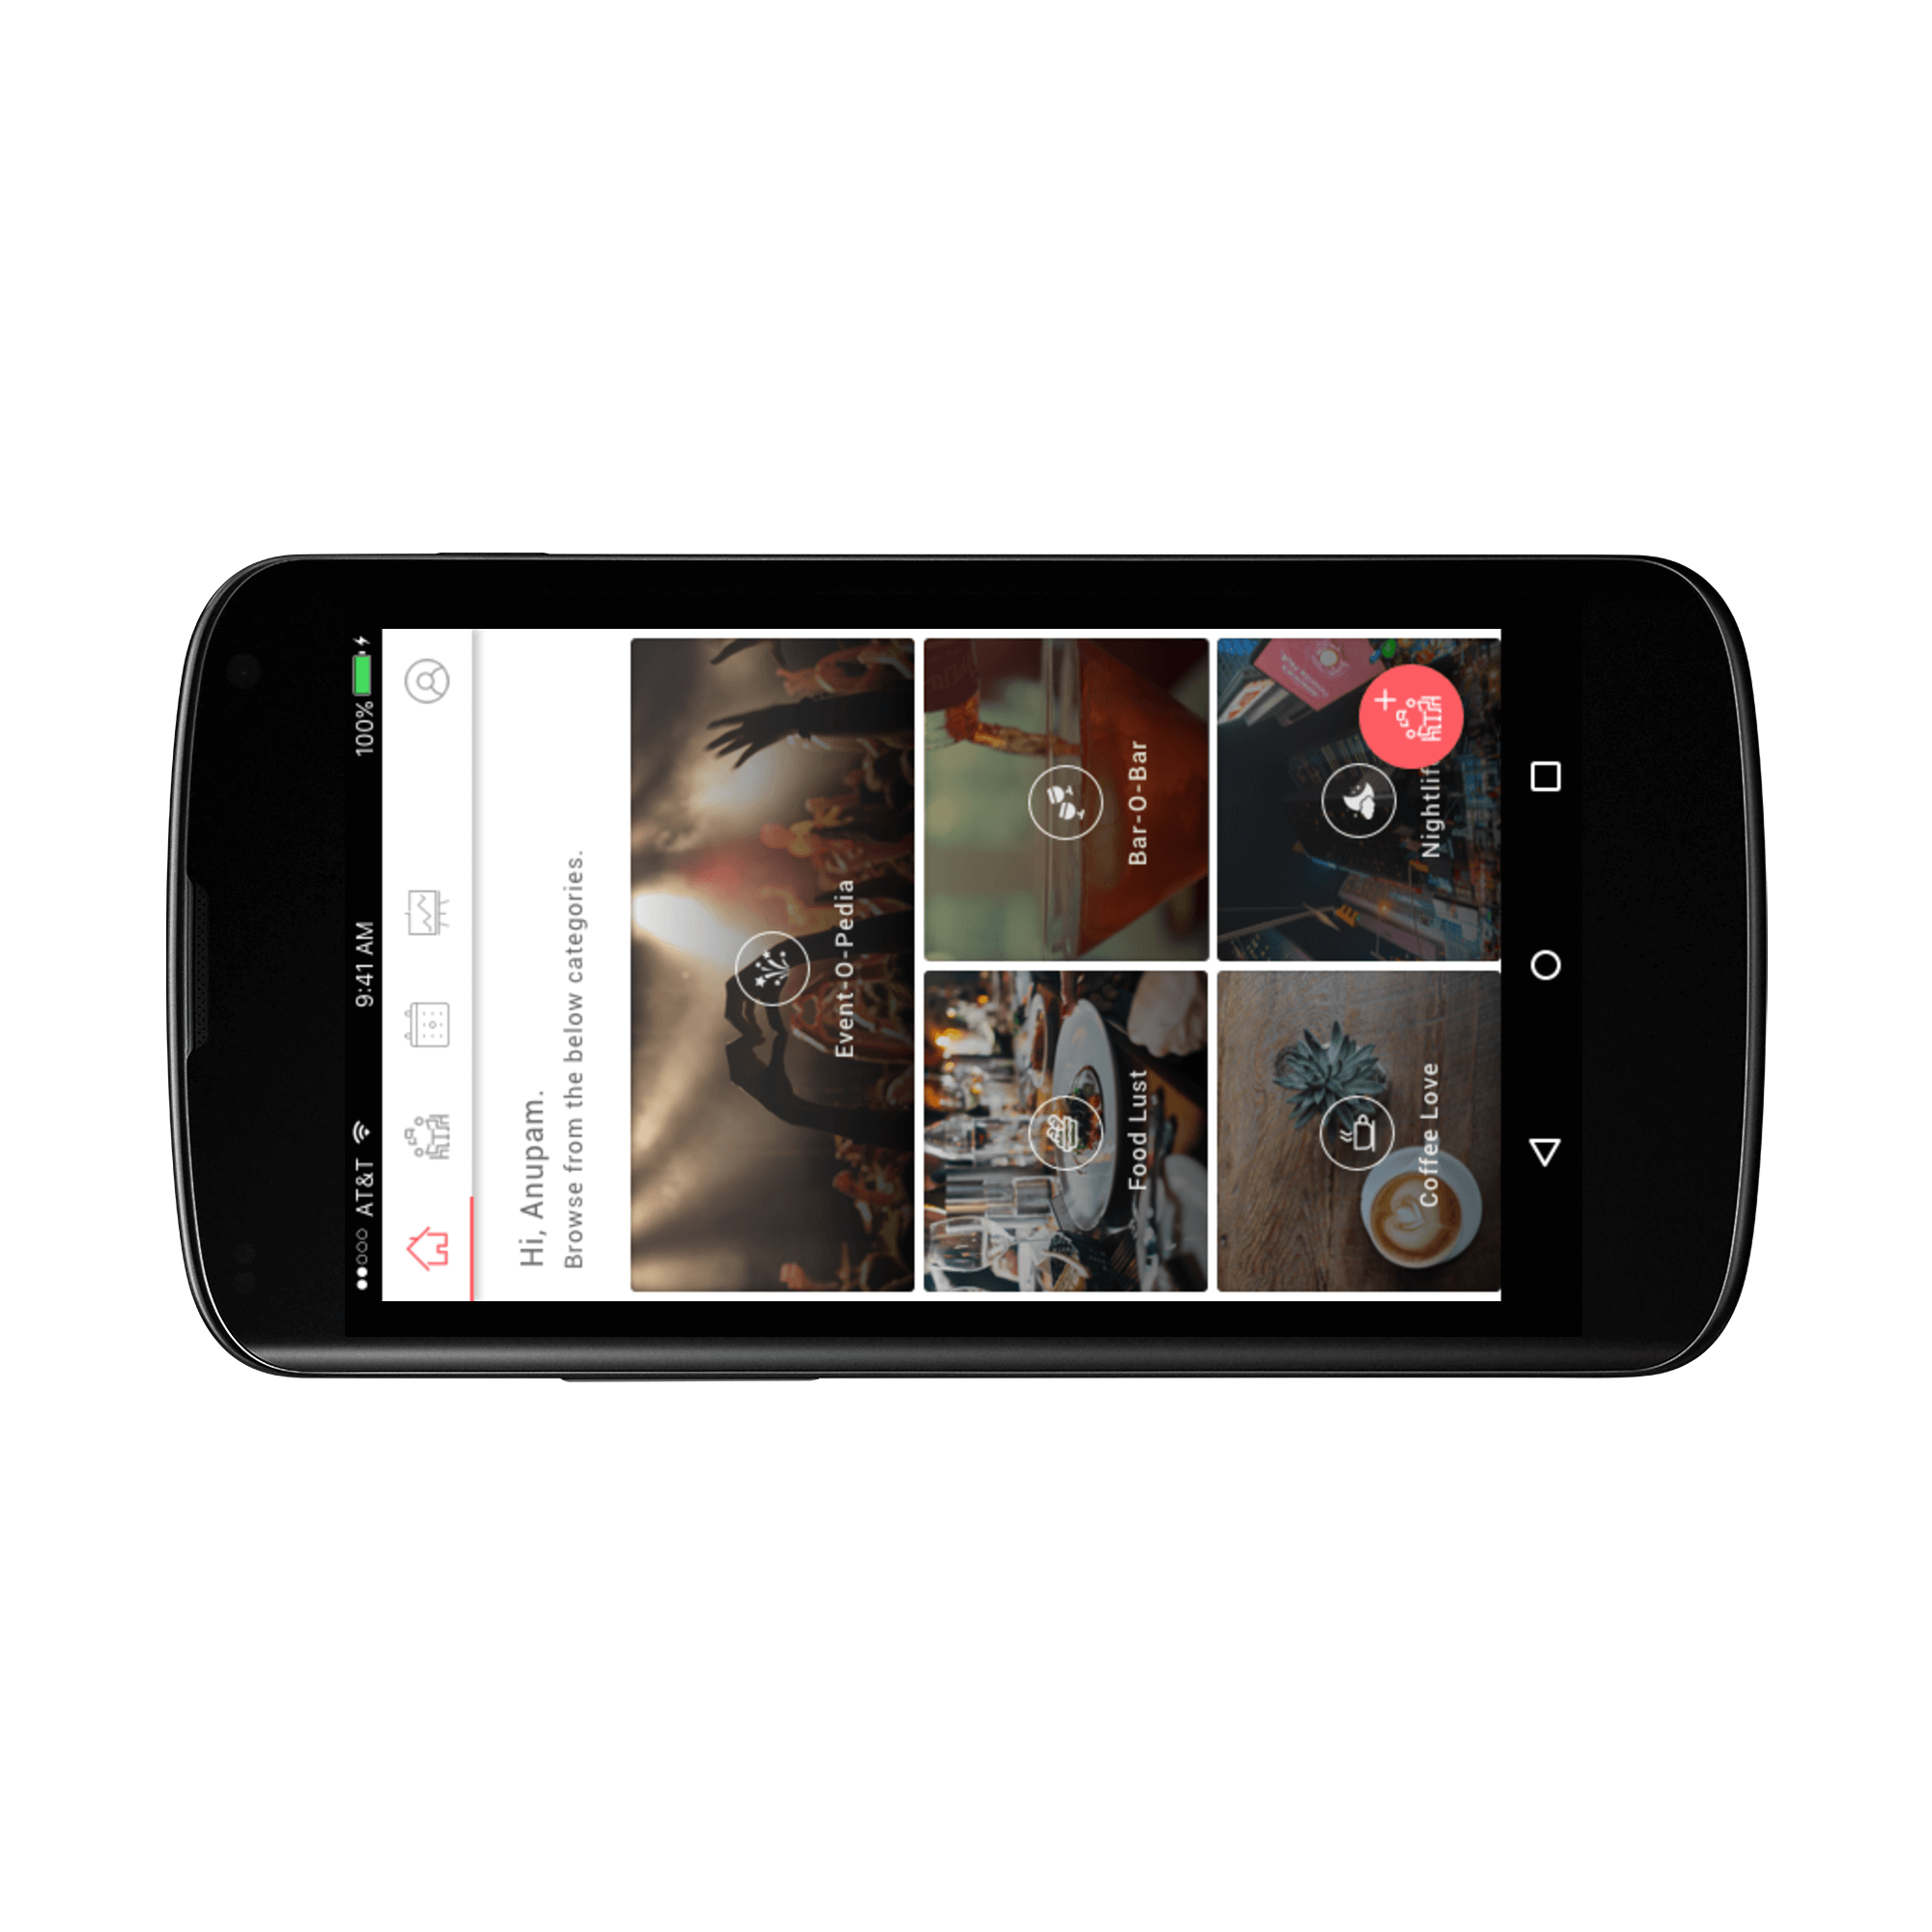 AT&T 9:41 AM 100%
Hi, Anupam.
Browse from the below categories.
Event-O-Pedia
Food Lust
Bar-O-Bar
Coffee Love
Nightlif